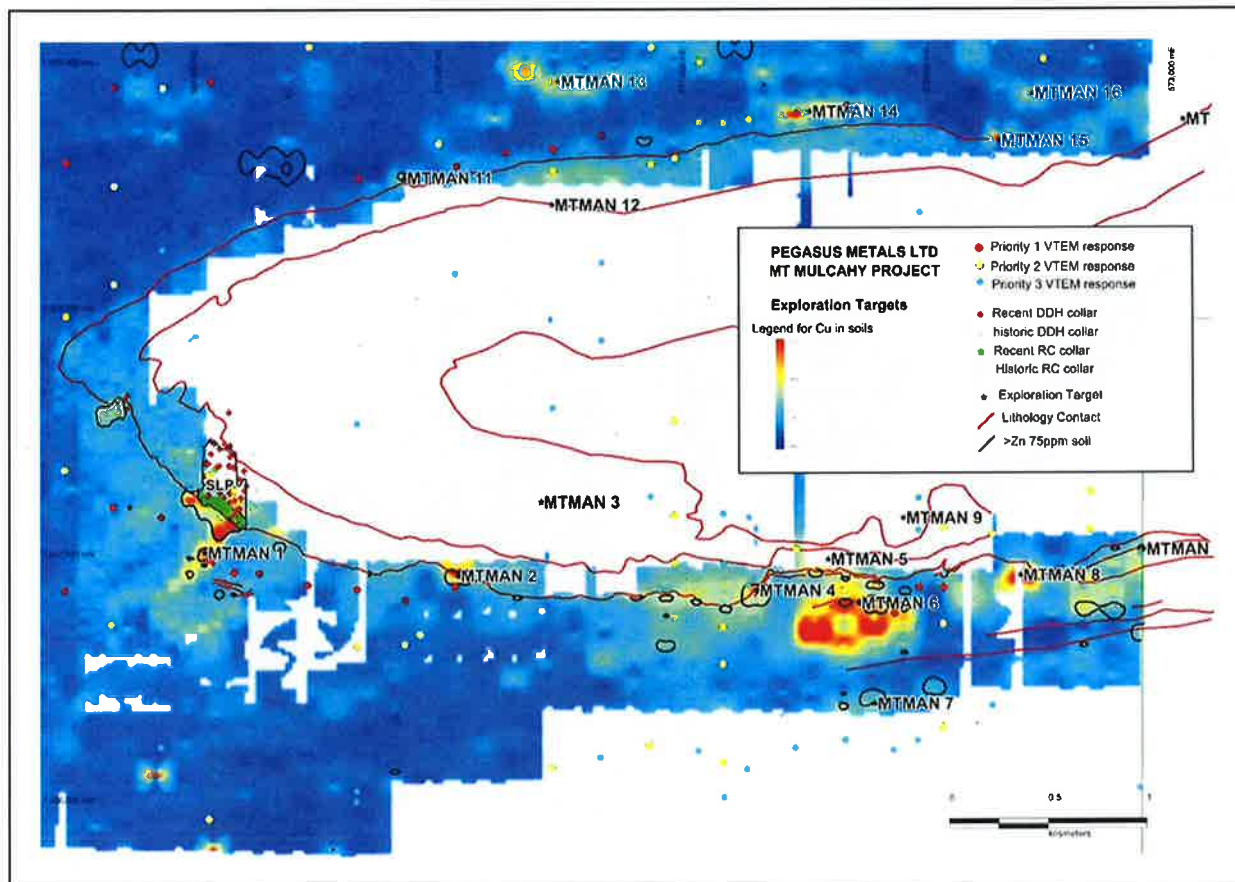 MTMAN 13
MTMAN 16
572,000 mE
MTMAN 14
MT
MTMAN 15
MTMAN 11
MTMAN 12
PEGASUS METALS LTD
MT MULCAHY PROJECT
Exploration Targets
Legend for Cu in soils
Priority 1 VTEM response
Priority 2 VTEM response
Priority 3 VTEM response
Recent DDH collar
historic DDH collar
Recent RC collar
Historic RC collar
Exploration Target
Lithology Contact
>Zn 75ppm soil
SLP
MTMAN 3
MTMAN 9
MTMAN 1
MTMAN 5
MTMAN
MTMAN 2
MTMAN 8
MTMAN 4
MTMAN 6
MTMAN 7
0 0.5 1
kilometers